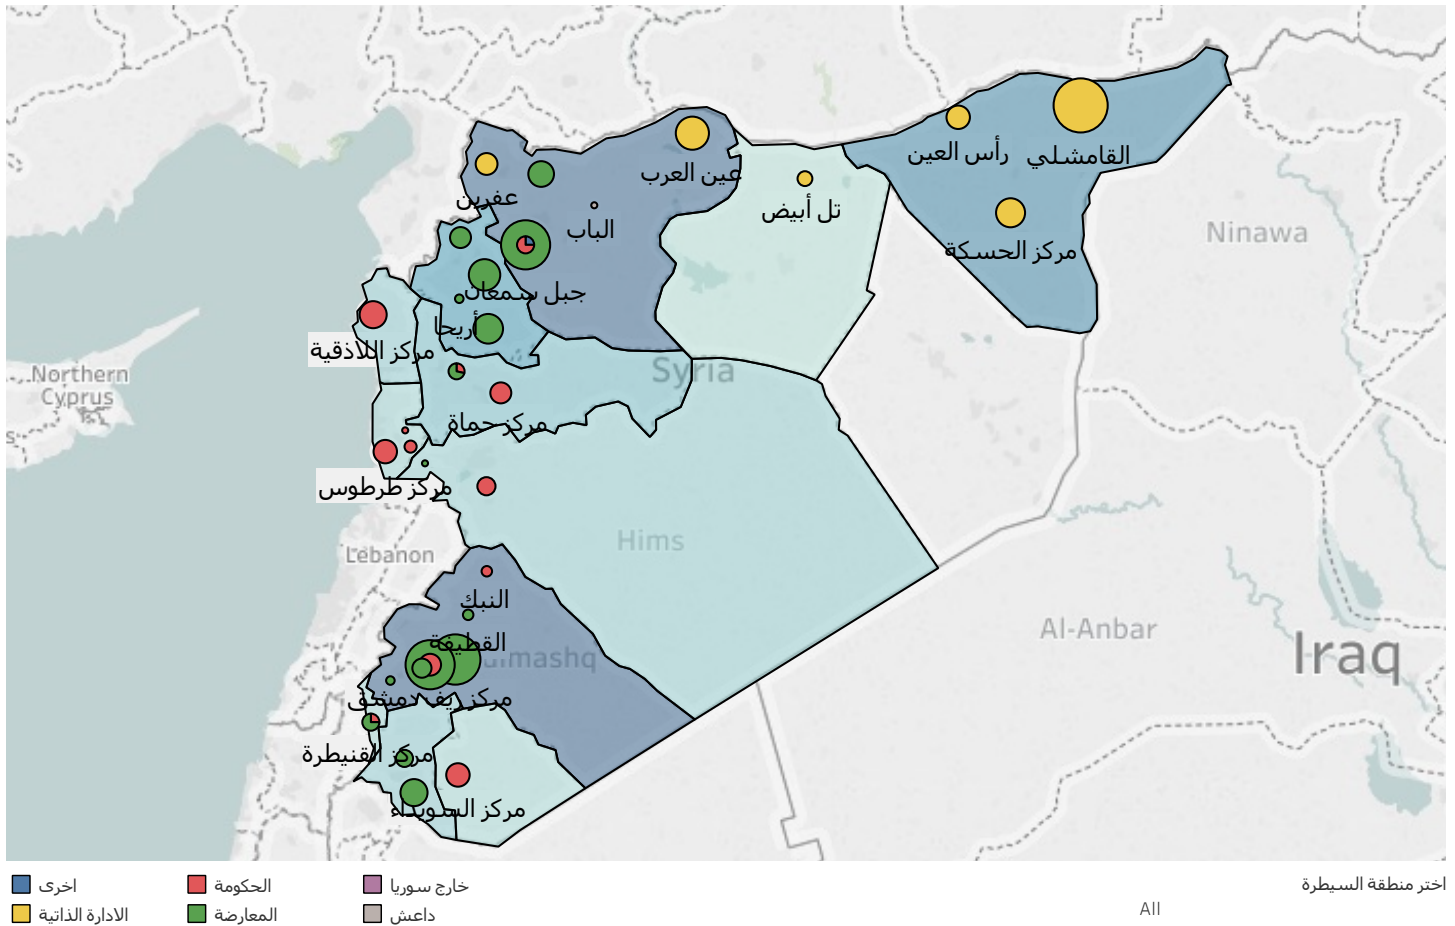 القامشلي
رأس العين
عين العرب
عفرين
تل أبيض
الباب
Ninawa
مركز الحسكة
جبل سمعان
أريحا
مركز اللاذقية
Syria
Northern
Cyprus
مركز حماة
مركز طرطوس
Hims
Lebanon
النبك
Al-Anbar
القطيفة
Iraq
مركز ريف دمشق
مركز القنيطرة
مركز السويداء
اخرى
الحكومة
خارج سوريا
اختر منطقة السيطرة
الادارة الذاتية
المعارضة
داعش
All